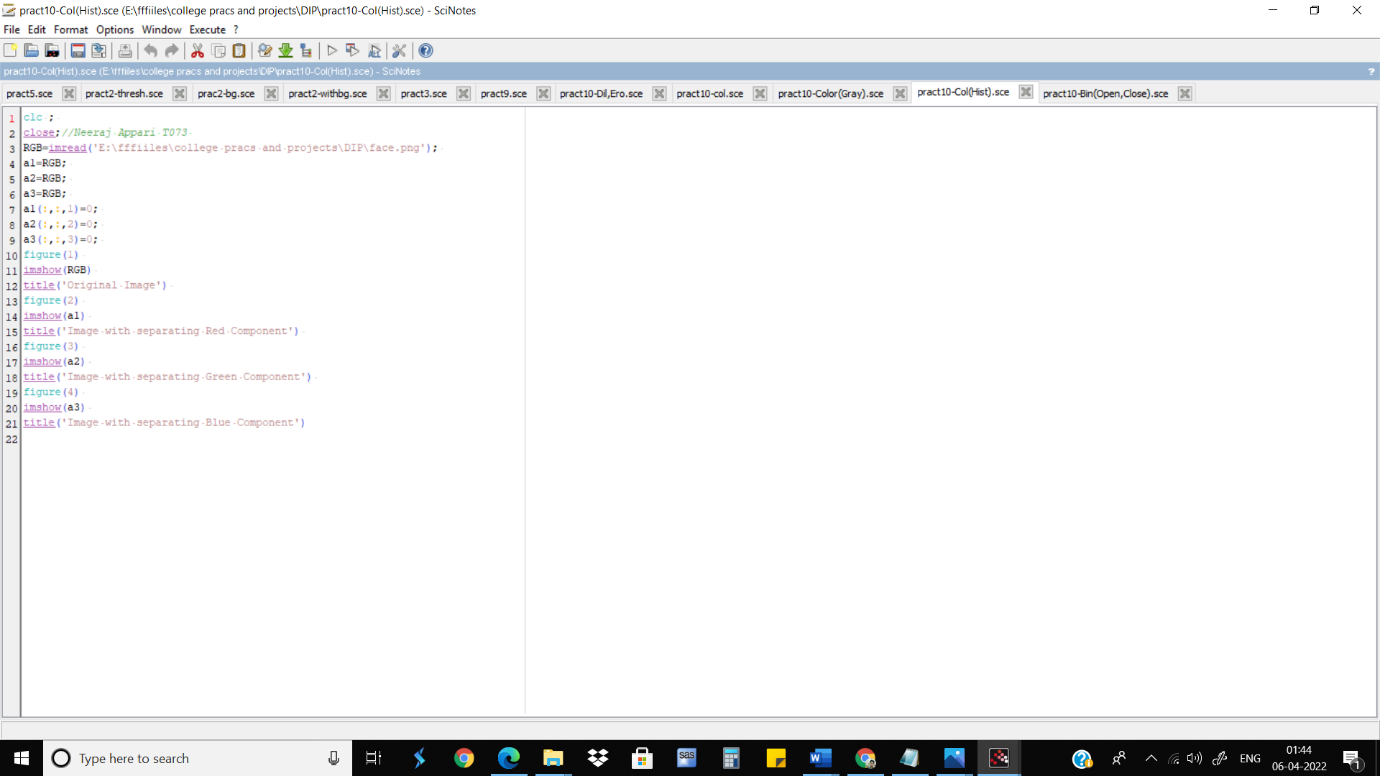 pract10-Col(Hist).sce (E:\fffiiles\college pracs and projects\DIP\pract10-Col(Hist).sce) - SciNotes
File Edit Format Options Window Execute ?
pract10-Col(Hist).sce (E:\fffiiles\college pracs and projects\DIP\pract10-Col(Hist).sce) - SciNotes ?
pract5.sce pract2-thresh.sce prac2-bg.sce pract2-withbg.sce pract3.sce pract9.sce pract10-Dil,Ero.sce pract10-col.sce pract10-Color(Gray).sce pract10-Col(Hist).sce pract10-Bin(Open,Close).sce
1 clc ;
2 close;//Neeraj Appari T073
3 RGB=imread('E:\fffiiles\college pracs and projects\DIP\face.png');
4 a1=RGB;
5 a2=RGB;
6 a3=RGB;
7 a1(:,:,1)=0;
8 a2(:,:,2)=0;
9 a3(:,:,3)=0;
10 figure(1)
11 imshow(RGB)
12 title('Original Image')
13 figure(2)
14 imshow(a1)
15 title('Image with separating Red Component')
16 figure(3)
17 imshow(a2)
18 title('Image with separating Green Component')
19 figure(4)
20 imshow(a3)
21 title('Image with separating Blue Component')
22
Type here to search
sas
ENG
01:44
06-04-2022
1